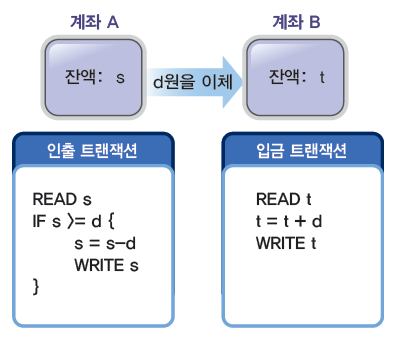 계좌 A
계좌 B
잔액: s
d원을 이체
잔액: t
인출 트랜잭션
READ s
IF s >= d {
s = s-d
WRITE s
}
입금 트랜잭션
READ t
t = t + d
WRITE t